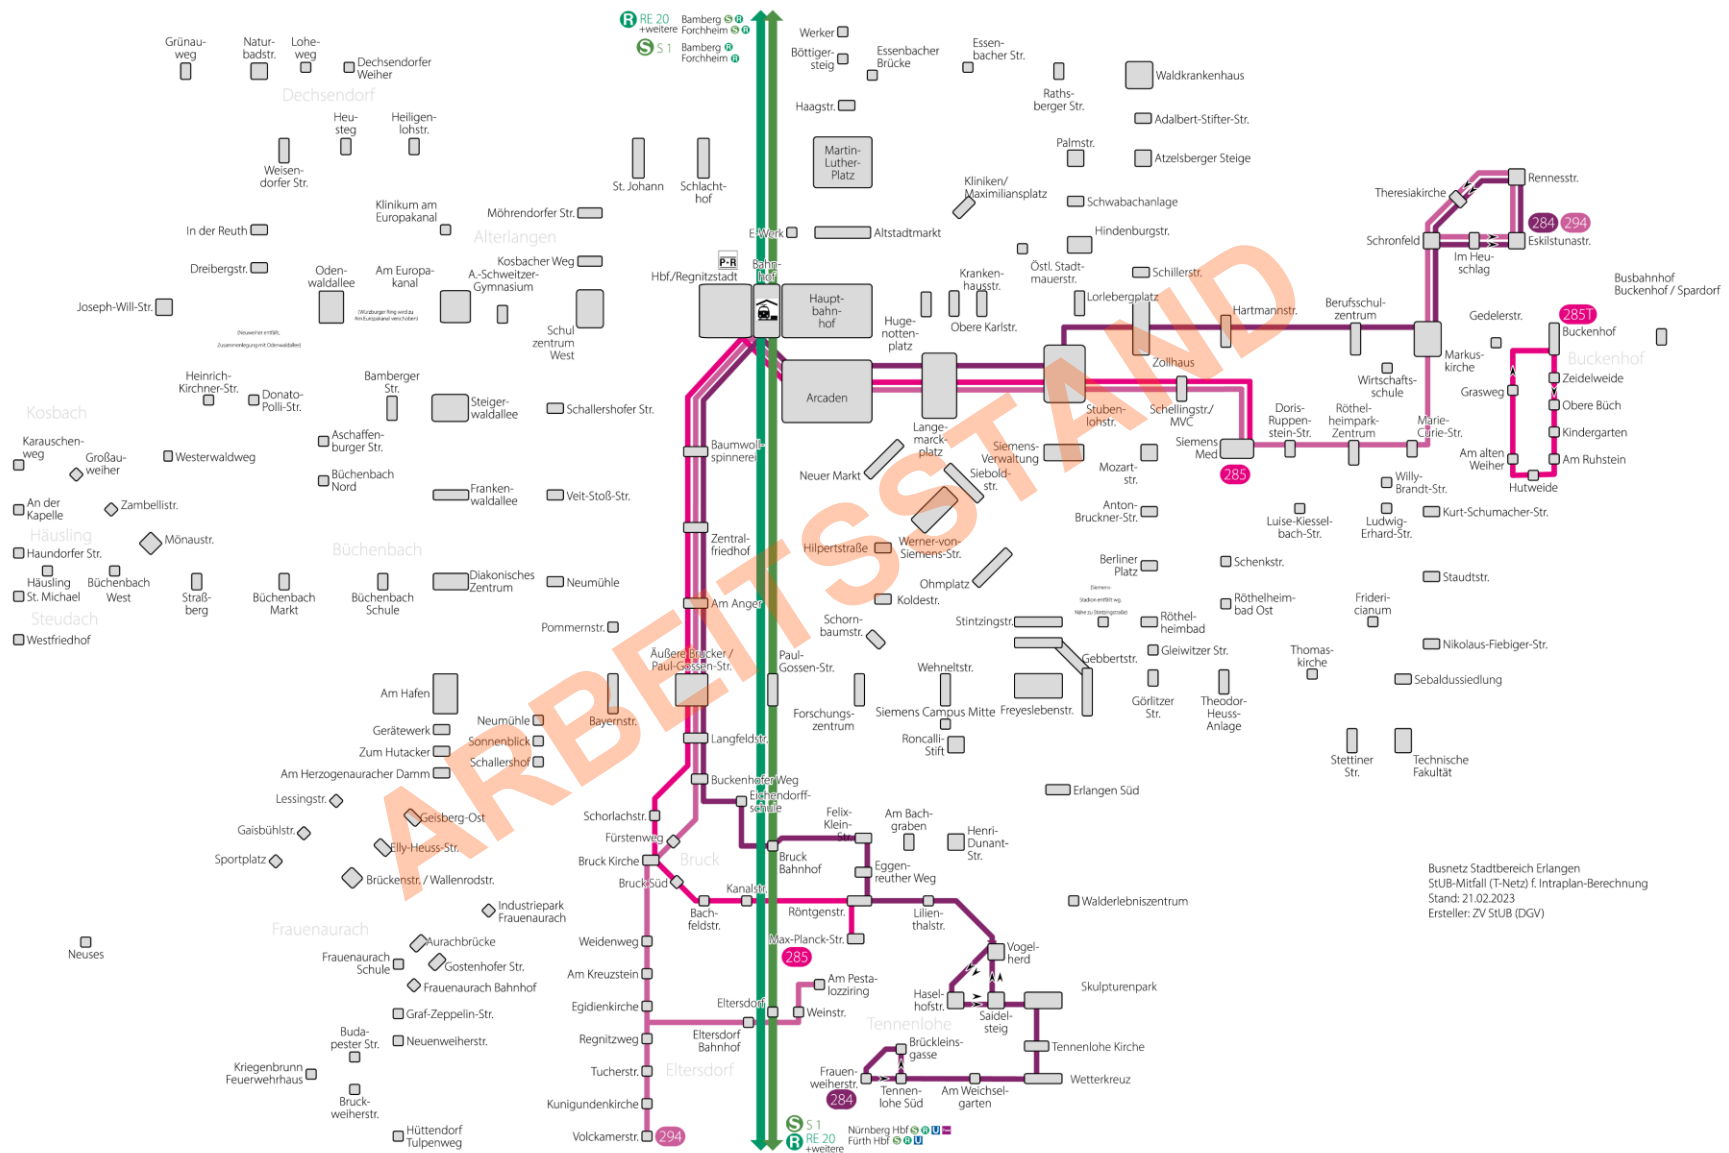 RE 20
+weitere
Bamberg S R
Forchheim S R
S 1
Bamberg R
Forchheim R
Grünau-
weg
Natur-
badstr.
Lohe-
weg
Dechsendorfer
Weiher
Dechsendorf
Heu-
steg
Heiligen-
lohstr.
Weisen-
dorfer Str.
Werker
Böttiger-
steig
Essenbacher
Brücke
Essen-
bacher Str.
Haagstr.
Raths-
berger Str.
Waldkrankenhaus
Adalbert-Stifter-Str.
Palmstr.
Atzelsberger Steige
Martin-
Luther-
Platz
St. Johann
Schlacht-
hof
Kliniken/
Maximiliansplatz
Schwabachanlage
Theresiakirche
Rennesstr.
Klinikum am
Europakanal
Möhrendorfer Str.
In der Reuth
Alterlangen
E-Werk
Altstadtmarkt
Hindenburgstr.
Östl. Stadt-
mauerstr.
Schronfeld
Im Heu-
schlag
Eskilstunastr.
284
294
Dreibergstr.
Oden-
waldallee
Am Europa-
kanal
Kosbacher Weg
A.-Schweitzer-
Gymnasium
P+R
Hbf./Regnitzstadt
Bahn-
hof
Haupt-
bahn-
hof
Kranken-
hausstr.
Schillerstr.
Lorlebergplatz
Busbahnhof
Buckenhof / Spardorf
Joseph-Will-Str.
(Würzburger Ring wird zu
Am Europakanal verschoben)
(Neuweiher entfällt,
Zusammenlegung mit Odenwaldallee)
Schul
zentrum
West
Huge-
notten-
platz
Obere Karlstr.
Hartmannstr.
Berufsschul-
zentrum
Gedelerstr.
285T
Buckenhof
Buckenhof
Zollhaus
Markus-
kirche
Wirtschafts-
schule
Zeidelweide
Grasweg
Obere Büch
Kindergarten
Am alten
Weiher
Am Ruhstein
Hutweide
Heinrich-
Kirchner-Str.
Donato-
Polli-Str.
Bamberger
Str.
Steiger-
waldallee
Schallershofer Str.
Arcaden
Stuben-
lohstr.
Schellingstr./
MVC
Doris-
Ruppen-
stein-Str.
Röthel-
heimpark-
Zentrum
Marie-
Curie-Str.
Kosbach
Karauschen-
weg
Großau-
weiher
Westerwaldweg
Aschaffen-
burger Str.
Büchenbach
Nord
Baumwoll-
spinnerei
Lange-
marck-
platz
Neuer Markt
Siemens-
Verwaltung
Siebold-
str.
Mozart-
str.
Siemens
Med
285
Willy-
Brandt-Str.
An der
Kapelle
Zambellistr.
Franken-
waldallee
Veit-Stoß-Str.
Anton-
Bruckner-Str.
Luise-Kiessel-
bach-Str.
Ludwig-
Erhard-Str.
Kurt-Schumacher-Str.
Häusling
Mönaustr.
Haundorfer Str.
Büchenbach
Zentral-
friedhof
Hilpertstraße
Werner-von-
Siemens-Str.
Ohmplatz
Berliner
Platz
Schenkstr.
Häusling
St. Michael
Büchenbach
West
Straß-
berg
Büchenbach
Markt
Büchenbach
Schule
Diakonisches
Zentrum
Neumühle
Am Anger
Koldestr.
(Siemens-
Stadion entfällt wg.
Nähe zu Stintzingstraße)
Röthelheim-
bad Ost
Frideri-
cianum
Staudtstr.
Steudach
Westfriedhof
Pommernstr.
Schorn-
baumstr.
Stintzingstr.
Röthel-
heimbad
Gleiwitzer Str.
Thomas-
kirche
Nikolaus-Fiebiger-Str.
Äußere Brucker /
Paul-Gossen-Str.
Paul-
Gossen-Str.
Wehneltstr.
Gebbertstr.
Sebaldussiedlung
Am Hafen
Bayernstr.
Forschungs-
zentrum
Siemens Campus Mitte
Freyeslebenstr.
Görlitzer
Str.
Theodor-
Heuss-
Anlage
Gerätewerk
Neumühle
Sonnenblick
Schallershof
Zum Hutacker
Am Herzogenauracher Damm
Langfeldstr.
Roncalli-
Stift
Stettiner
Str.
Technische
Fakultät
Lessingstr.
Buckenhofer Weg
Eichendorff-
schule
Erlangen Süd
Gaisbühlstr.
Geisberg-Ost
Schorlachstr.
Fürstenweg
Felix-
Klein-
Str.
Am Bach-
graben
Henri-
Dunant-
Str.
Sportplatz
Elly-Heuss-Str.
Bruck Kirche
Bruck
Bruck
Bahnhof
Eggen-
reuther Weg
Brückenstr. / Wallenrodstr.
Bruck Süd
Kanalstr.
Busnetz Stadtbereich Erlangen
StUB-Mitfall (T-Netz) f. Intraplan-Berechnung
Stand: 21.02.2023
Ersteller: ZV StUB (DGV)
Industriepark
Frauenaurach
Bach-
feldstr.
Röntgenstr.
Lilien-
thalstr.
Walderlebniszentrum
Frauenaurach
Neuses
Aurachbrücke
Frauenaurach
Schule
Gostenhofer Str.
Frauenaurach Bahnhof
Weidenweg
Max-Planck-Str.
285
Vogel-
herd
Am Kreuzstein
Am Pesta-
lozziring
Egidienkirche
Eltersdorf
Weinstr.
Hasel-
hofstr.
Saidel-
steig
Skulpturenpark
Graf-Zeppelin-Str.
Tennenlohe
Buda-
pester Str.
Neuenweiherstr.
Regnitzweg
Eltersdorf
Bahnhof
Brückleins-
gasse
Tennenlohe Kirche
Kriegenbrunn
Feuerwehrhaus
Tucherstr.
Eltersdorf
Frauen-
weiherstr.
284
Tennen-
lohe Süd
Am Weichsel-
garten
Wetterkreuz
Bruck-
weiherstr.
Kunigundenkirche
Hüttendorf
Tulpenweg
Volckamerstr.
294
S 1
RE 20
+weitere
Nürnberg Hbf S R U
Fürth Hbf S R U
ARBEITSSTAND